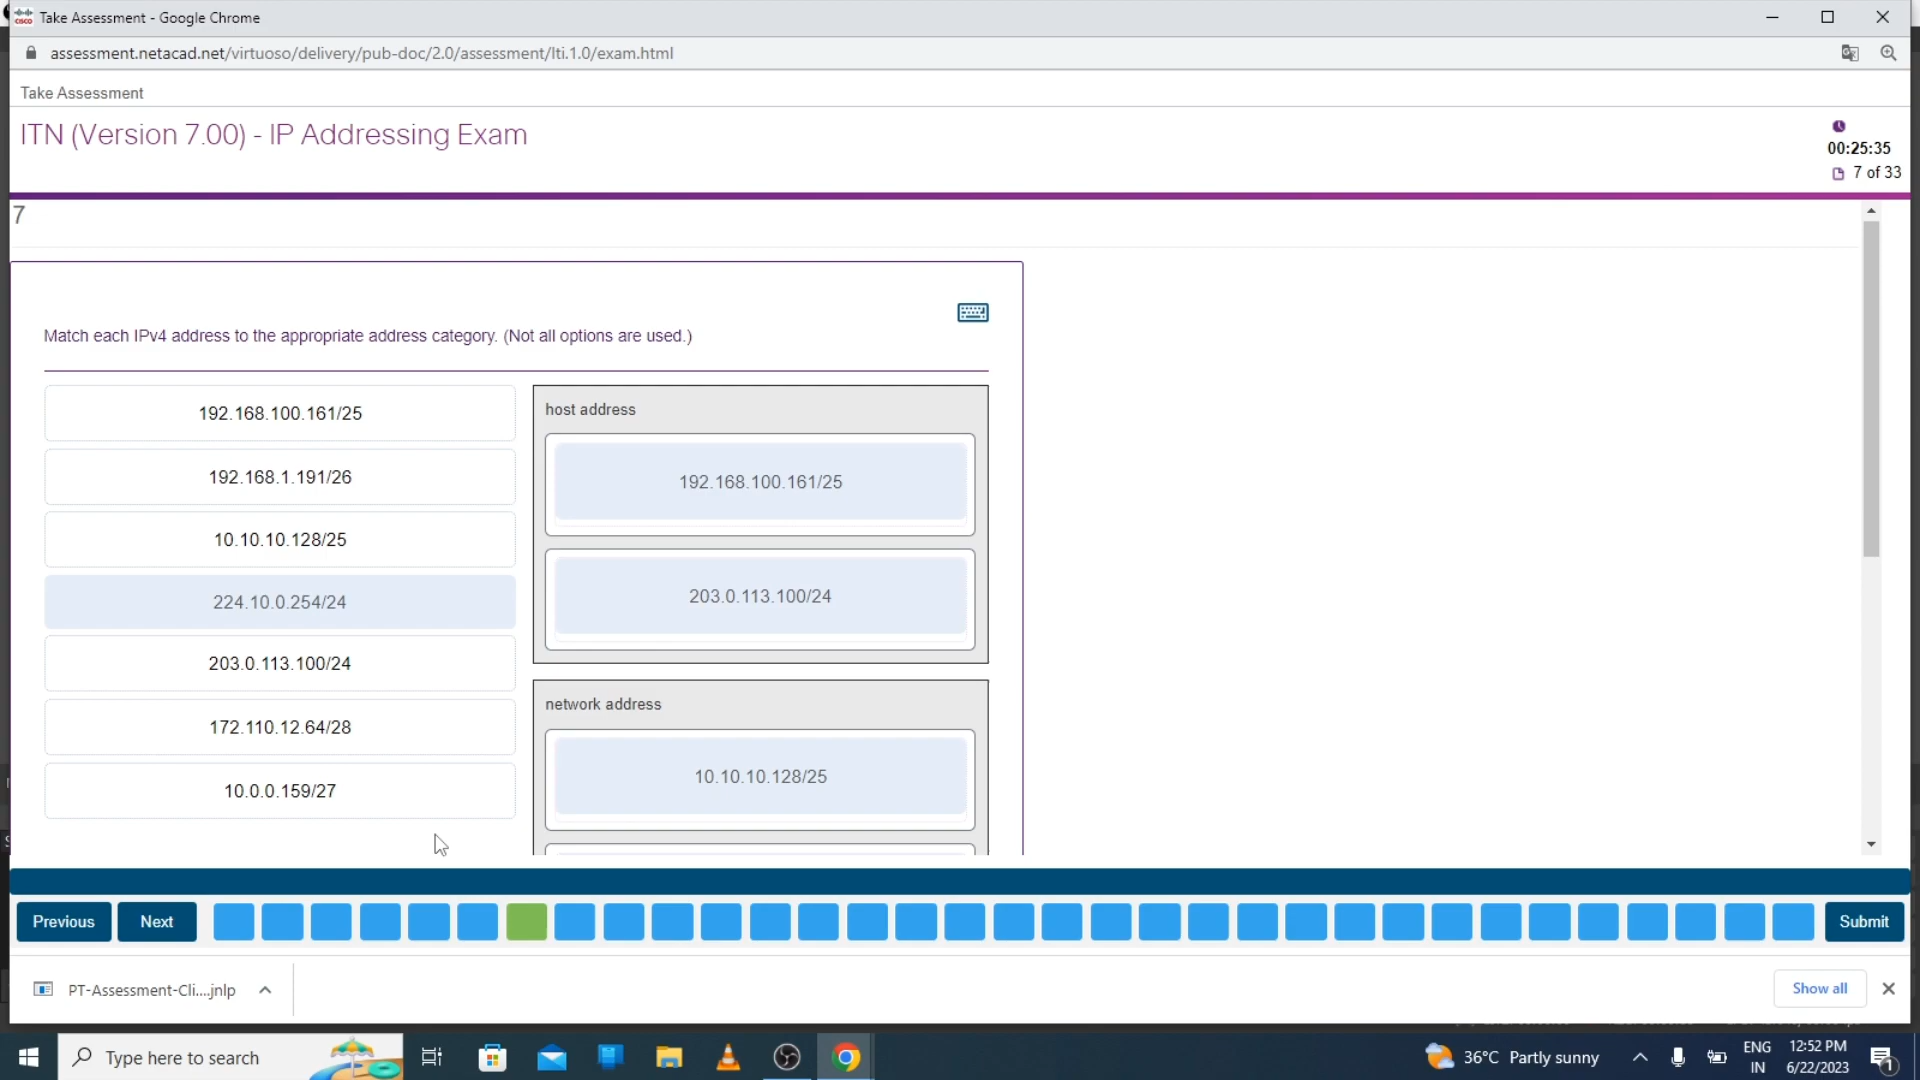 Take Assessment - Google Chrome
assessment.netacad.net/virtuoso/delivery/pub-doc/2.0/assessment/lti.1.0/exam.html
Take Assessment
ITN (Version 7.00) - IP Addressing Exam
00:25:35
7 of 33
7
Match each IPv4 address to the appropriate address category. (Not all options are used.)
192.168.100.161/25
192.168.1.191/26
10.10.10.128/25
224.10.0.254/24
203.0.113.100/24
172.110.12.64/28
10.0.0.159/27
host address
192.168.100.161/25
203.0.113.100/24
network address
10.10.10.128/25
Previous
Next
Submit
PT-Assessment-Cli....jnlp
Show all
Type here to search
36°C Partly sunny
ENG
IN
12:52 PM
6/22/2023
1